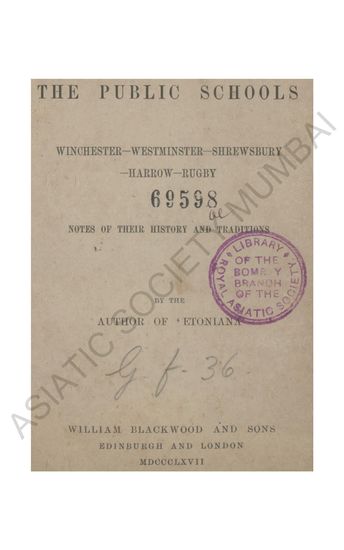 THE PUBLIC SCHOOLS
WINCHESTER—WESTMINSTER—SHREWSBURY
—HARROW—RUGBY
69598
NOTES OF THEIR HISTORY AND TRADITIONS
LIBRARY
OF THE
BOMBAY
BRANCH
OF THE
ROYAL ASIATIC SOCIETY
BY THE
AUTHOR OF 'ETONIANA'
G. f. 36.
WILLIAM BLACKWOOD AND SONS
EDINBURGH AND LONDON
MDCCCLXVII
ASIATIC SOCIETY MUMBAI